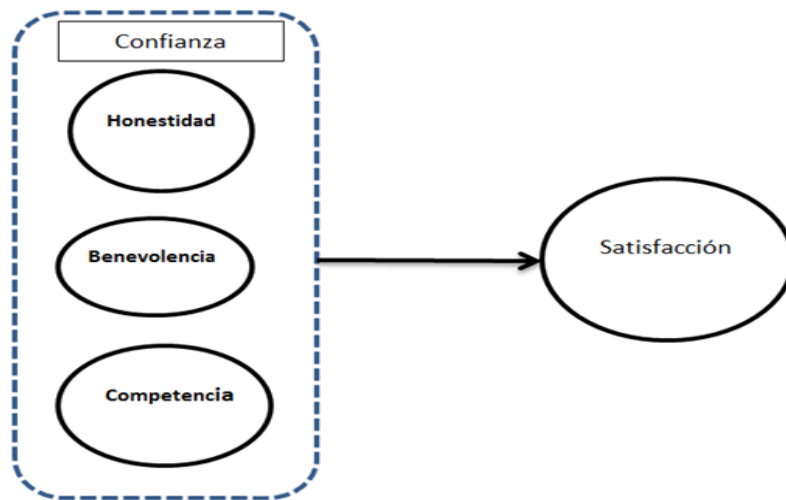 Confianza
Honestidad
Benevolencia
Competencia
Satisfacción